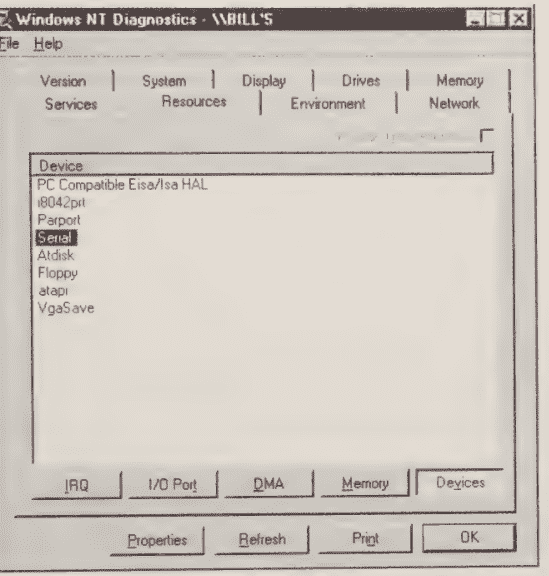 Windows NT Diagnostics - \\BILL'S
File Help
Version System Display Drives Memory
Services Resources Environment Network
Device
PC Compatible Eisa/Isa HAL
i8042prt
Parport
Serial
Atdisk
Floppy
atapi
VgaSave
IRQ I/O Port DMA Memory Devices
Properties Refresh Print OK